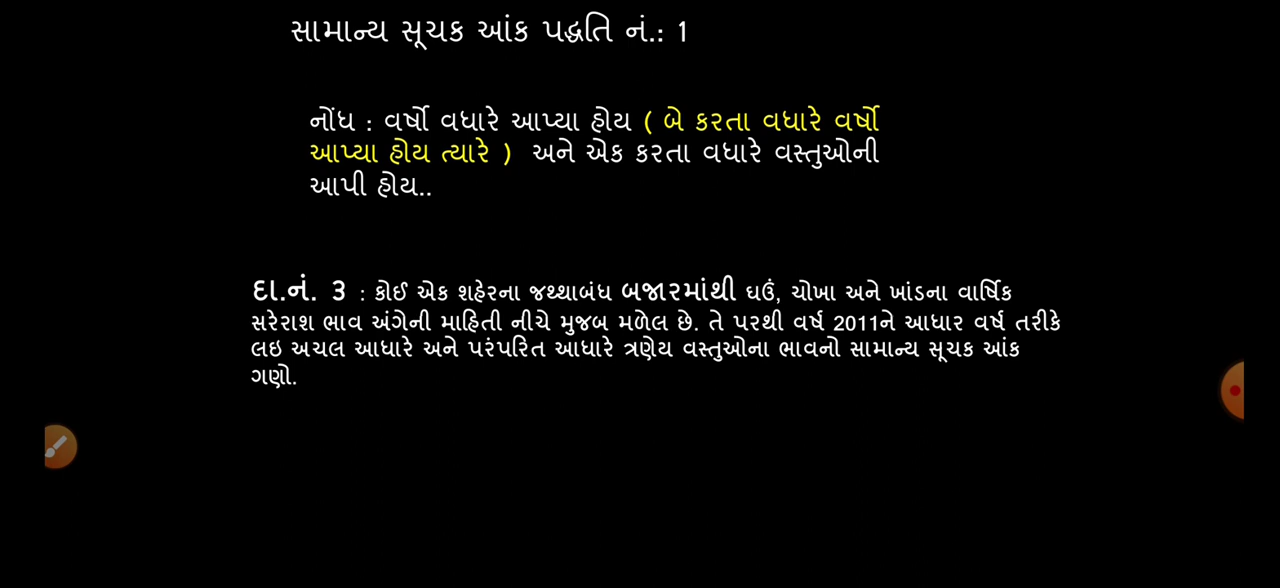 સામાન્ય સૂચક આંક પદ્ધતિ નં.: 1
નોંધ : વર્ષો વધારે આપ્યા હોય ( બે કરતા વધારે વર્ષો
આપ્યા હોય ત્યારે ) અને એક કરતા વધારે વસ્તુઓની
આપી હોય..
દા.નં. 3 : કોઈ એક શહેરના જથ્થાબંધ બજારમાંથી ઘઉં, ચોખા અને ખાંડના વાર્ષિક
સરેરાશ ભાવ અંગેની માહિતી નીચે મુજબ મળેલ છે. તે પરથી વર્ષ 2011ને આધાર વર્ષ તરીકે
લઇ અચલ આધારે અને પરંપરિત આધારે ત્રણેય વસ્તુઓના ભાવનો સામાન્ય સૂચક આંક
ગણો.